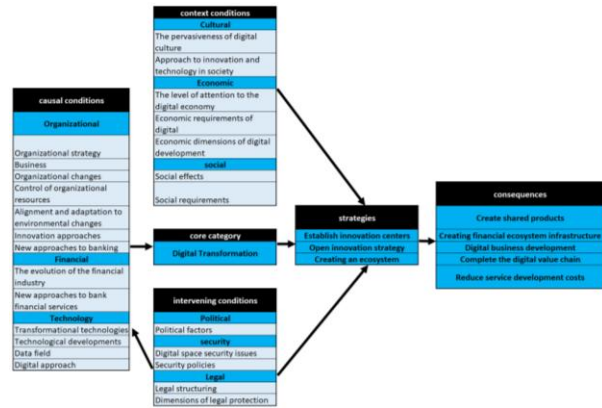 context conditions
Cultural
The pervasiveness of digital
culture
Approach to innovation and
technology in society
Economic
The level of attention to the
digital economy
Economic requirements of
digital
Economic dimensions of digital
development
social
Social effects
Social requirements
causal conditions
Organizational
Organizational strategy
Business
Organizational changes
Control of organizational
resources
Alignment and adaptation to
environmental changes
Innovation approaches
New approaches to banking
Financial
The evolution of the financial
industry
New approaches to bank
financial services
Technology
Transformational technologies
Technological developments
Data field
Digital approach
core category
Digital Transformation
intervening conditions
Political
Political factors
security
Digital space security issues
Security policies
Legal
Legal structuring
Dimensions of legal protection
strategies
Establish innovation centers
Open innovation strategy
Creating an ecosystem
consequences
Create shared products
Creating financial ecosystem infrastructure
Digital business development
Complete the digital value chain
Reduce service development costs